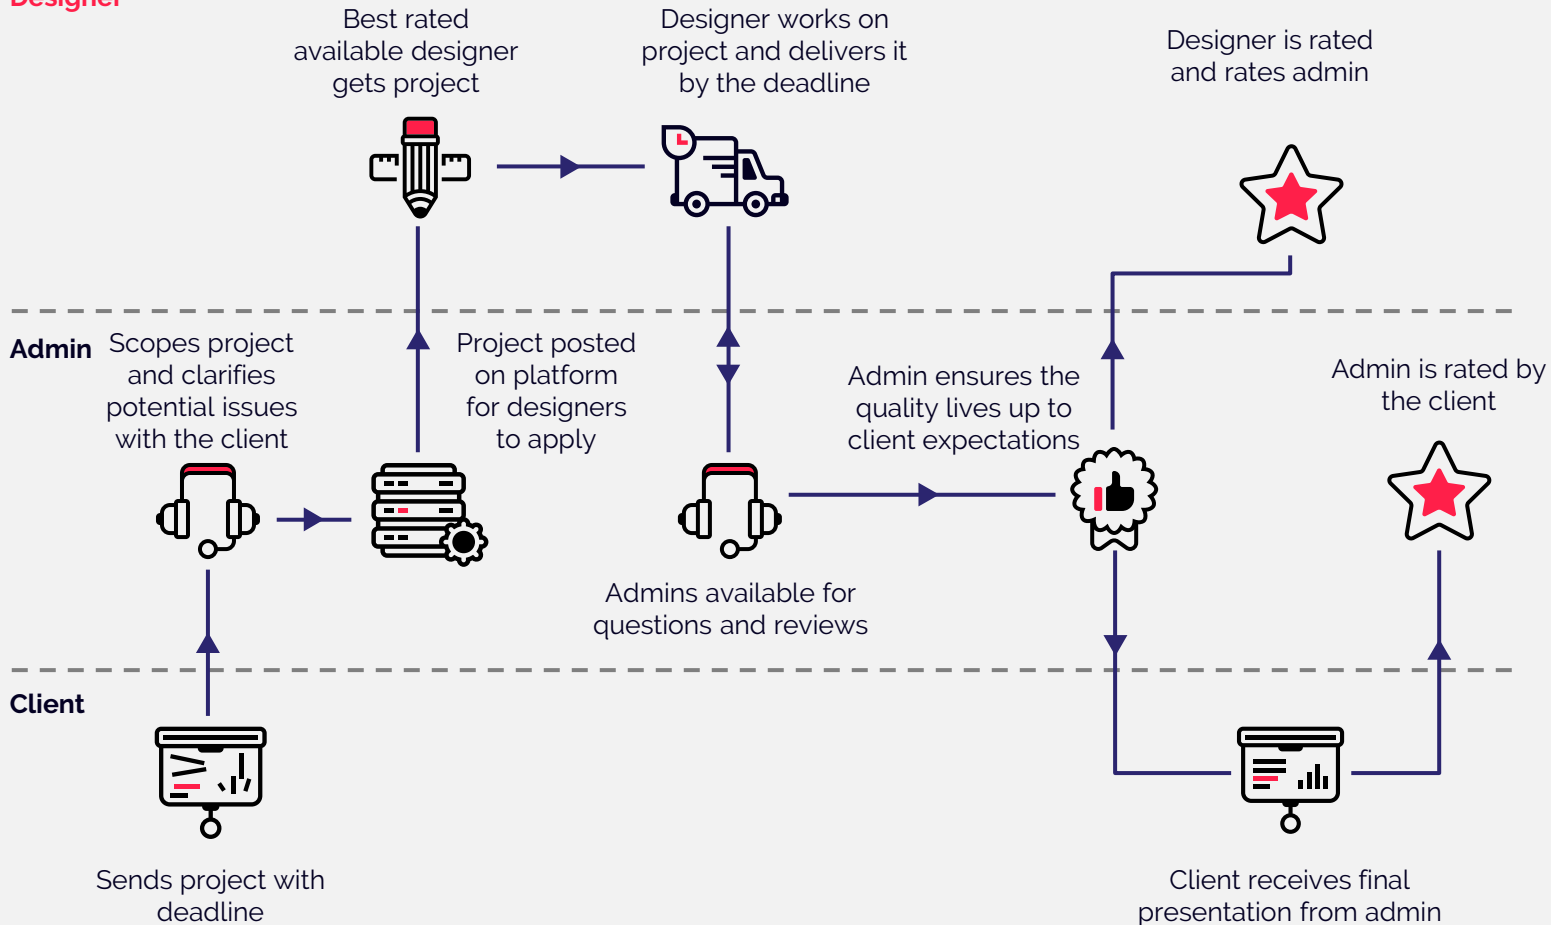 Designer
Best rated
available designer
gets project
Designer works on
project and delivers it
by the deadline
Designer is rated
and rates admin
Admin
Scopes project
and clarifies
potential issues
with the client
Project posted
on platform
for designers
to apply
Admin ensures the
quality lives up to
client expectations
Admin is rated by
the client
Admins available for
questions and reviews
Client
Sends project with
deadline
Client receives final
presentation from admin